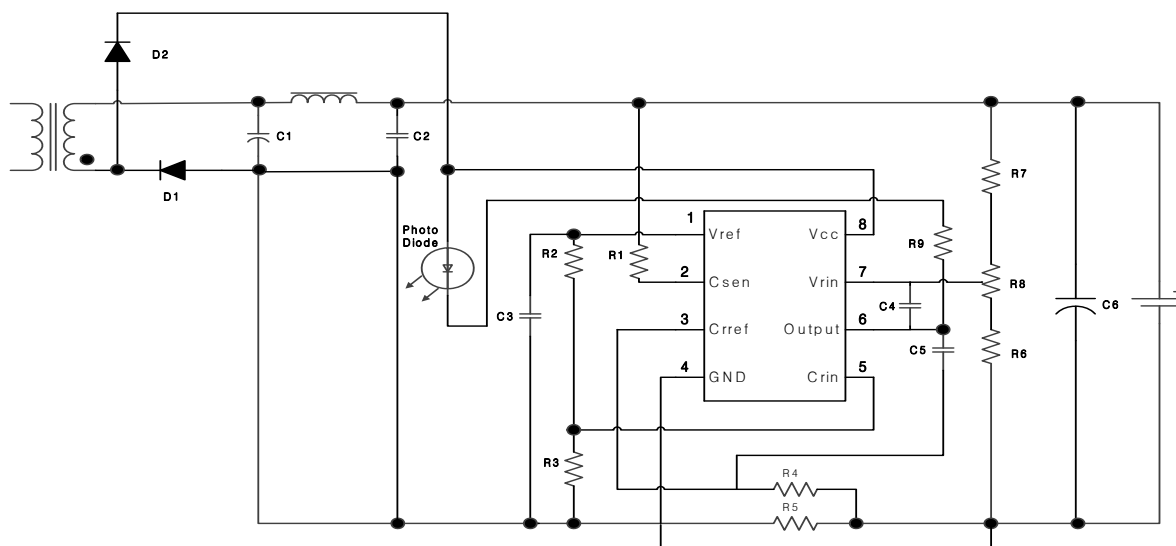 D2
C1
C2
D1
R7
Photo
Diode
1
Vref
Vcc
8
R9
R2
R1
2
Csen
Vrin
7
R8
C3
C4
C6
3
Crref
Output
6
C5
R6
4
GND
Crin
5
R3
R4
R5